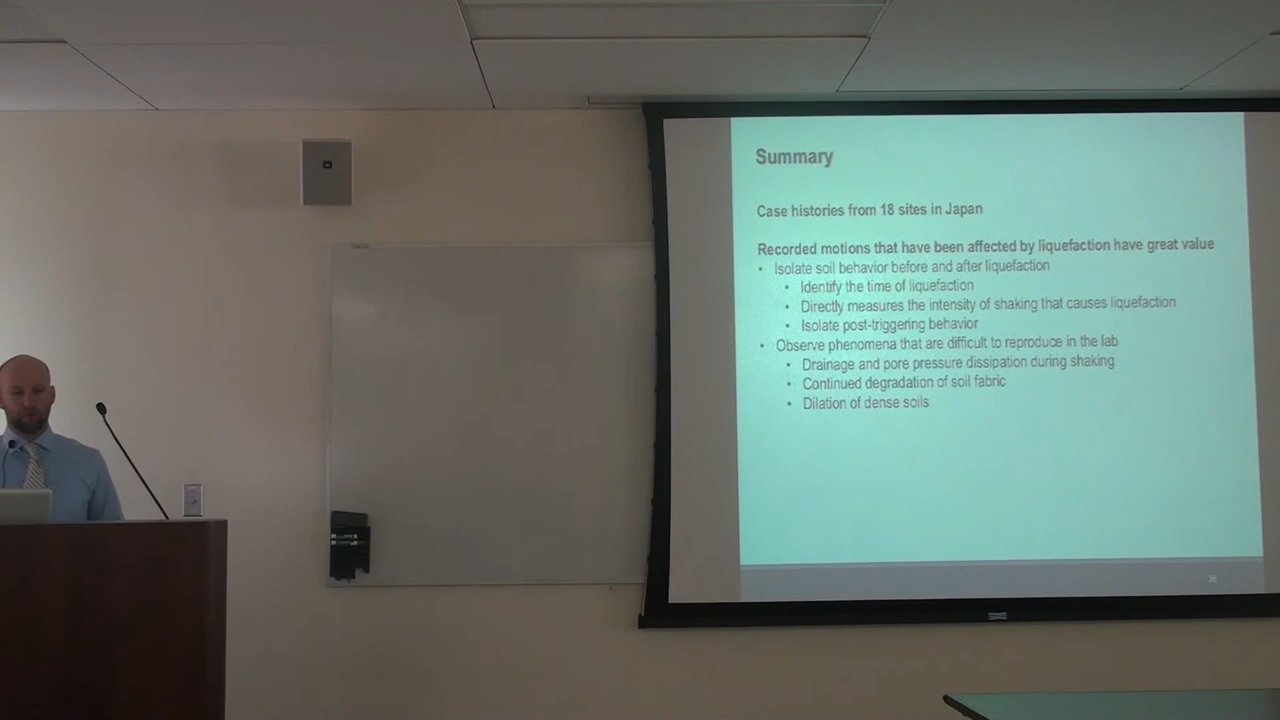 Summary
Case histories from 18 sites in Japan
Recorded motions that have been affected by liquefaction have great value
• Isolate soil behavior before and after liquefaction
• Identify the time of liquefaction
• Directly measures the intensity of shaking that causes liquefaction
• Isolate post-triggering behavior
• Observe phenomena that are difficult to reproduce in the lab
• Drainage and pore pressure dissipation during shaking
• Continued degradation of soil fabric
• Dilation of dense soils